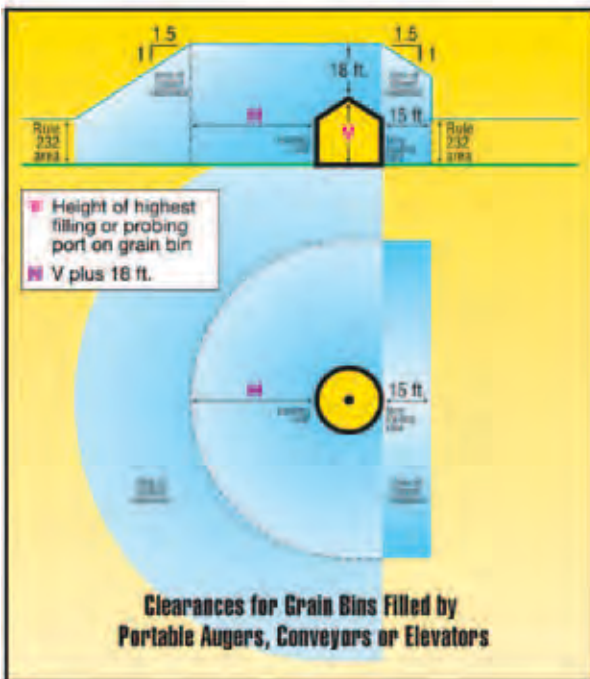 1.5
1
1.5
1
18 ft.
H
V
15 ft.
Rule
232
area
Rule
232
area
V Height of highest
filling or probing
port on grain bin
H V plus 18 ft.
H
15 ft.
Clearances for Grain Bins Filled by
Portable Augers, Conveyors or Elevators